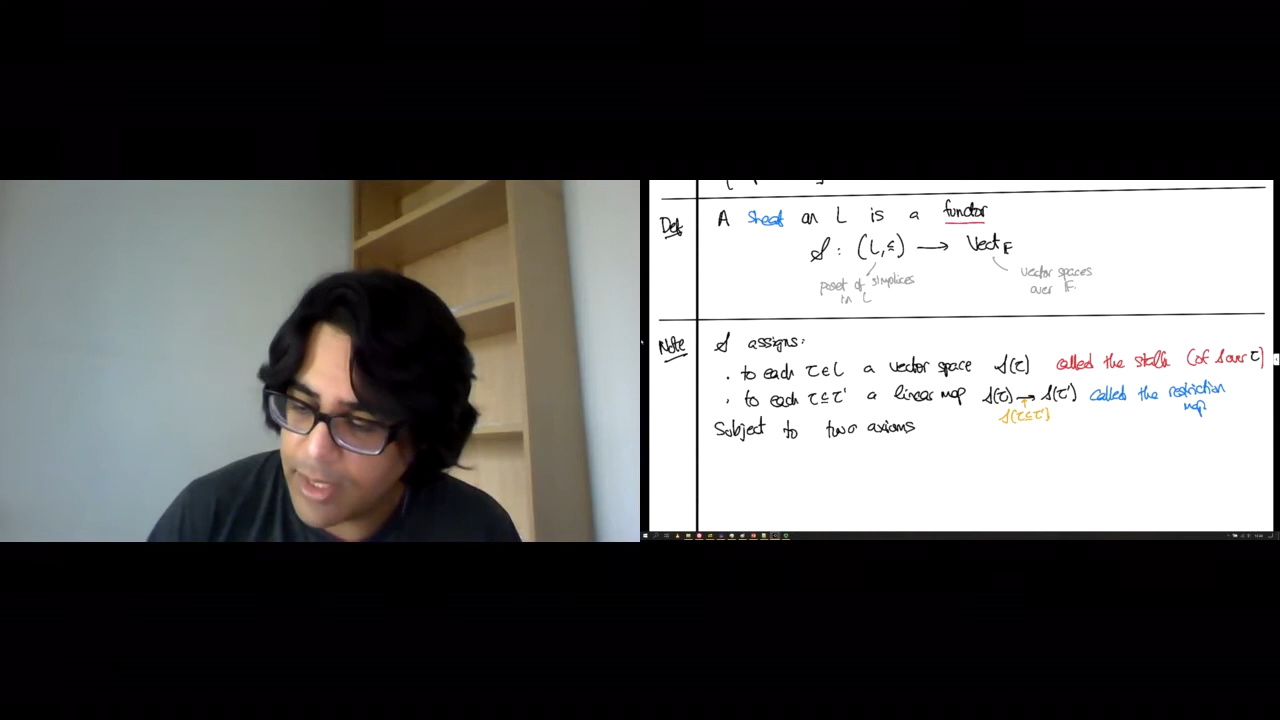 Def A sheaf on L is a functor
𝒮 : (L, ≤) → Vect_𝔽
poset of simplices in L
vector spaces over 𝔽.
Note 𝒮 assigns:
· to each τ ∈ L a vector space 𝒮(τ) called the stalk (of 𝒮 over τ)
· to each τ ≤ τ' a linear map 𝒮(τ) → 𝒮(τ') called the restriction map
𝒮(τ ≤ τ')
Subject to two axioms